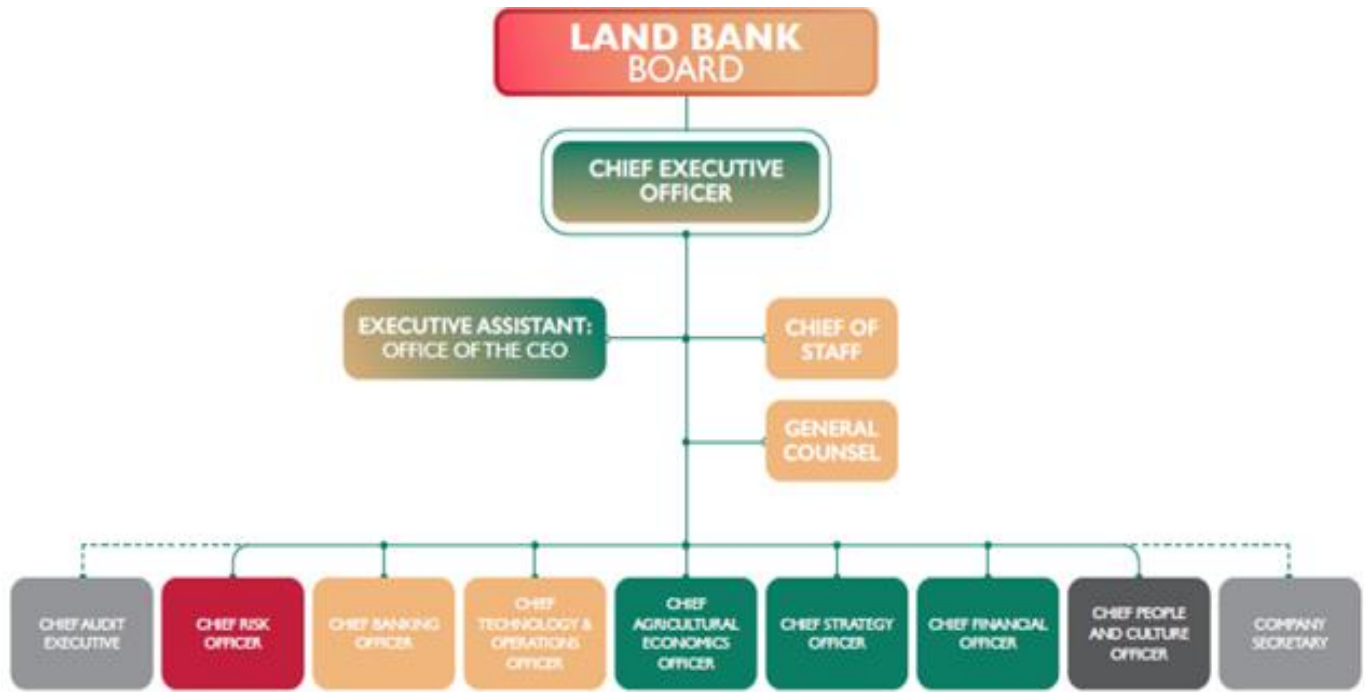 LAND BANK
BOARD
CHIEF EXECUTIVE
OFFICER
EXECUTIVE ASSISTANT:
OFFICE OF THE CEO
CHIEF OF
STAFF
GENERAL
COUNSEL
CHIEF AUDIT
EXECUTIVE
CHIEF RISK
OFFICER
CHIEF BANKING
OFFICER
CHIEF
TECHNOLOGY &
OPERATIONS
OFFICER
CHIEF
AGRICULTURAL
ECONOMICS
OFFICER
CHIEF STRATEGY
OFFICER
CHIEF FINANCIAL
OFFICER
CHIEF PEOPLE
AND CULTURE
OFFICER
COMPANY
SECRETARY